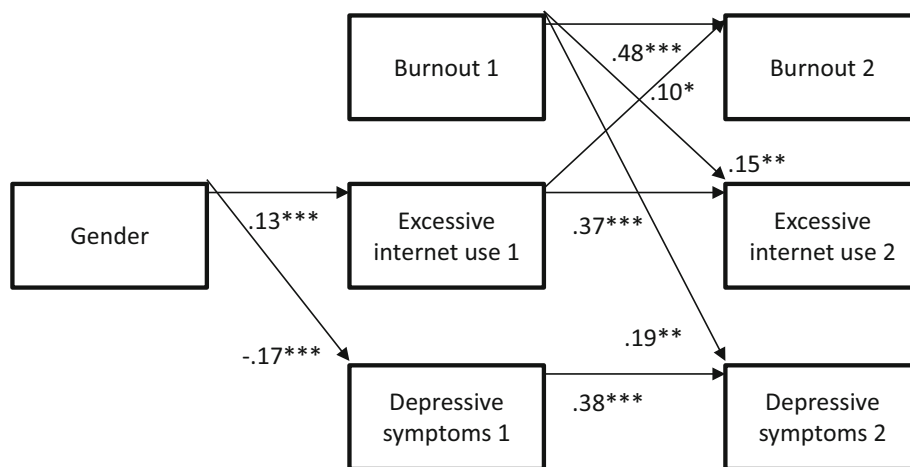 Burnout 1
.48***
Burnout 2
.10*
.15**
Gender
.13***
Excessive
internet use 1
.37***
Excessive
internet use 2
-.17***
.19**
Depressive
symptoms 1
.38***
Depressive
symptoms 2